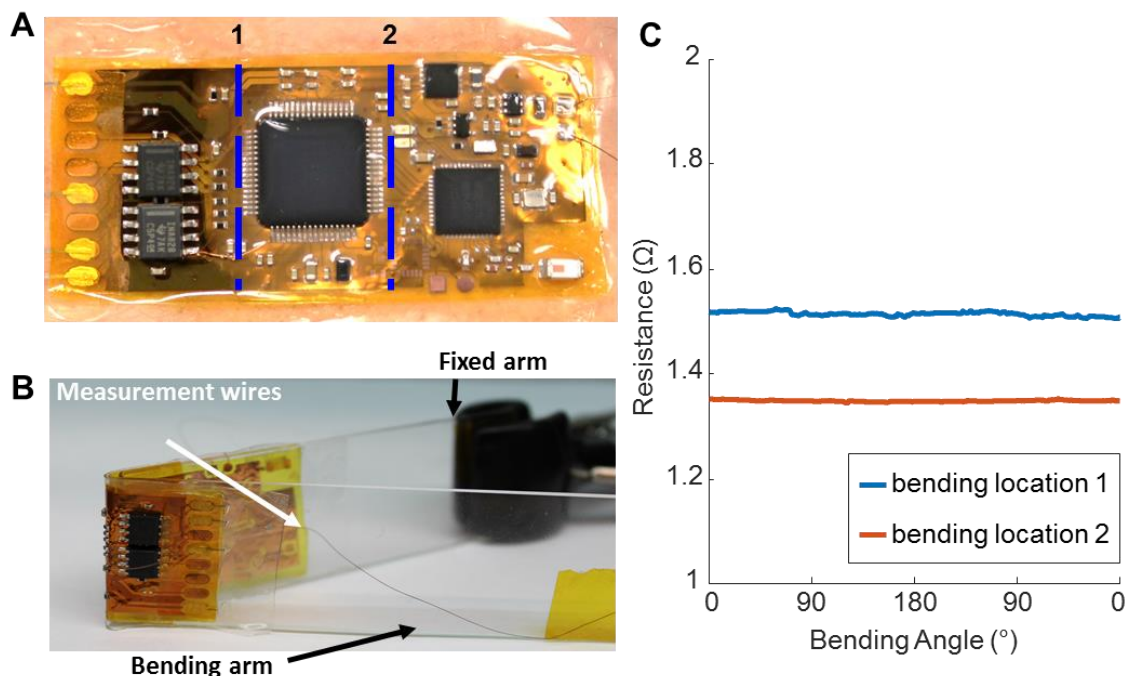 A
1
2
B
Measurement wires
Fixed arm
Bending arm
C
2
1.8
1.6
1.4
1.2
1
Resistance (Ω)
bending location 1
bending location 2
0
90
180
90
0
Bending Angle (°)